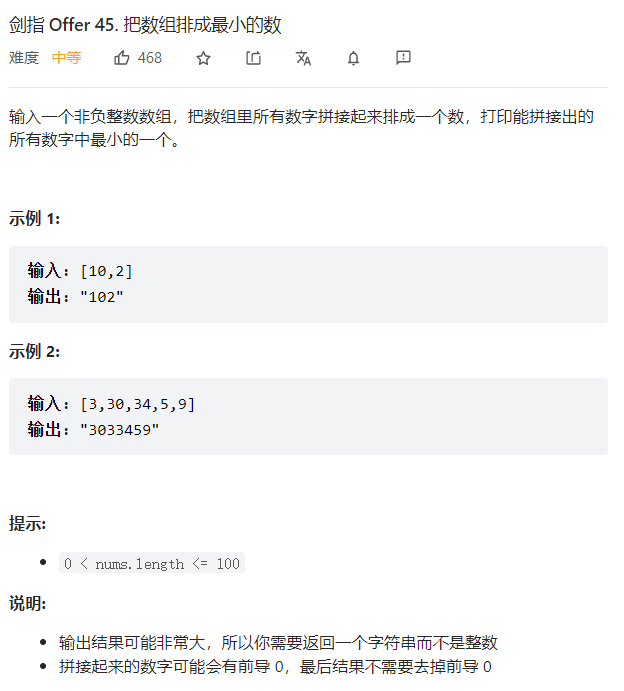 剑指 Offer 45. 把数组排成最小的数
难度 中等 468
输入一个非负整数数组，把数组里所有数字拼接起来排成一个数，打印能拼接出的
所有数字中最小的一个。
示例 1:
输入: [10,2]
输出: "102"
示例 2:
输入: [3,30,34,5,9]
输出: "3033459"
提示:
0 < nums.length <= 100
说明:
输出结果可能非常大，所以你需要返回一个字符串而不是整数
拼接起来的数字可能会有前导 0，最后结果不需要去掉前导 0